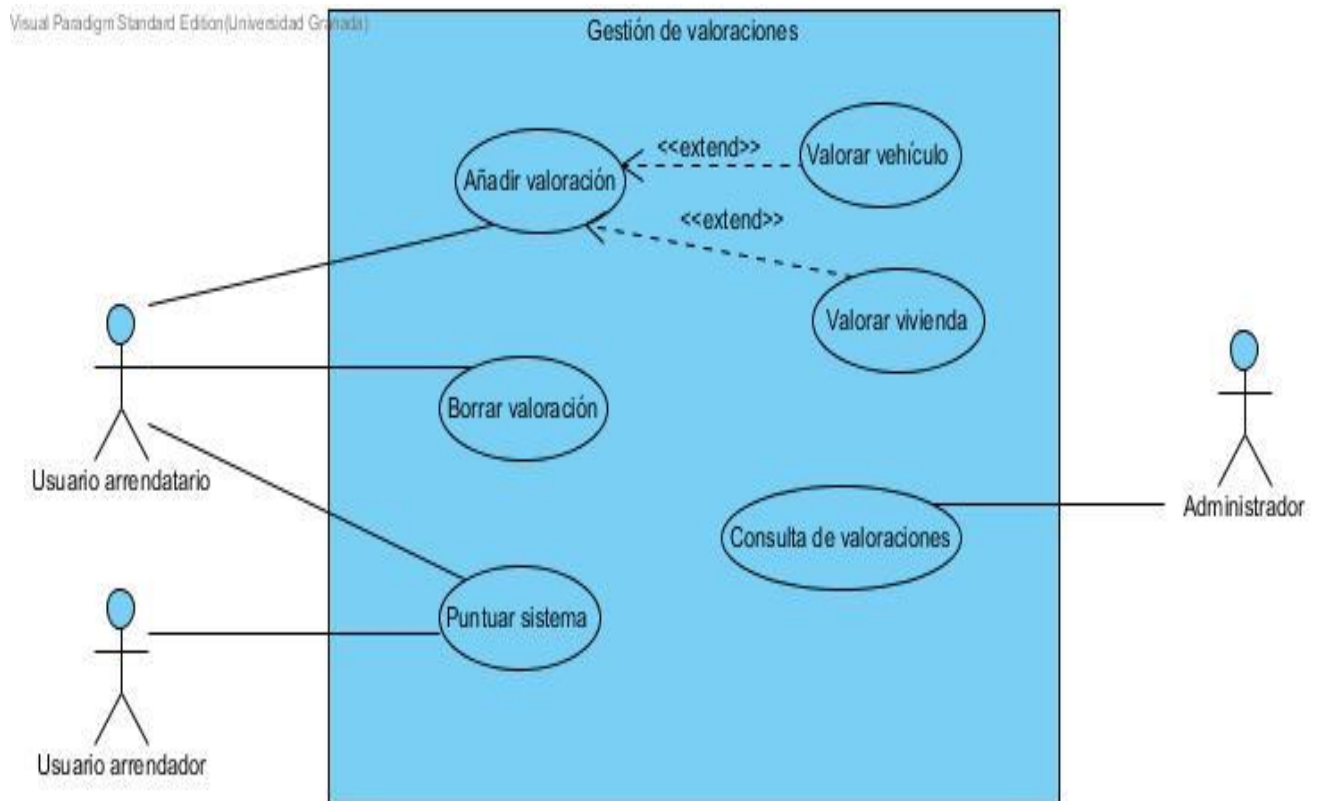 Visual Paradigm Standard Edition(Universidad Granada)
Gestión de valoraciones
Añadir valoración
<<extend>>
Valorar vehículo
<<extend>>
Valorar vivienda
Borrar valoración
Usuario arrendatario
Consulta de valoraciones
Administrador
Puntuar sistema
Usuario arrendador